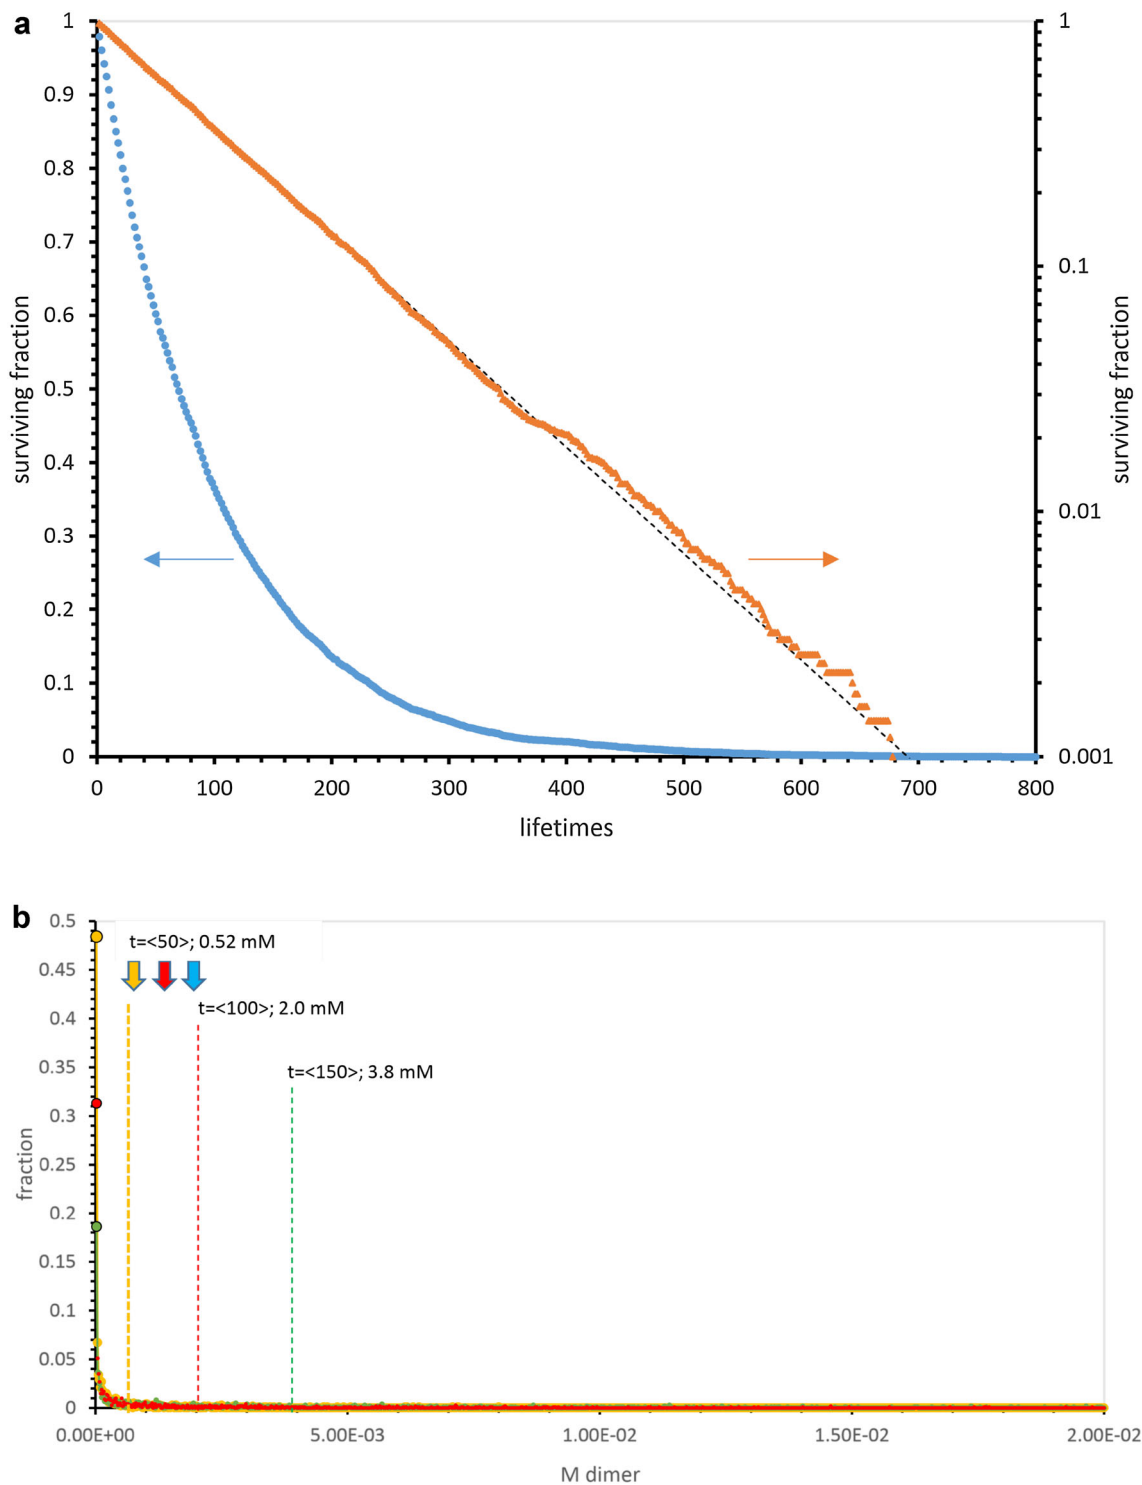 a
1
0.9
0.8
0.7
0.6
0.5
0.4
0.3
0.2
0.1
0
surviving fraction
1
0.1
0.01
0.001
surviving fraction
0 100 200 300 400 500 600 700 800
lifetimes
b
0.5
0.45
0.4
0.35
0.3
0.25
0.2
0.15
0.1
0.05
0
fraction
t=<50>; 0.52 mM
t=<100>; 2.0 mM
t=<150>; 3.8 mM
0.00E+00 5.00E-03 1.00E-02 1.50E-02 2.00E-02
M dimer